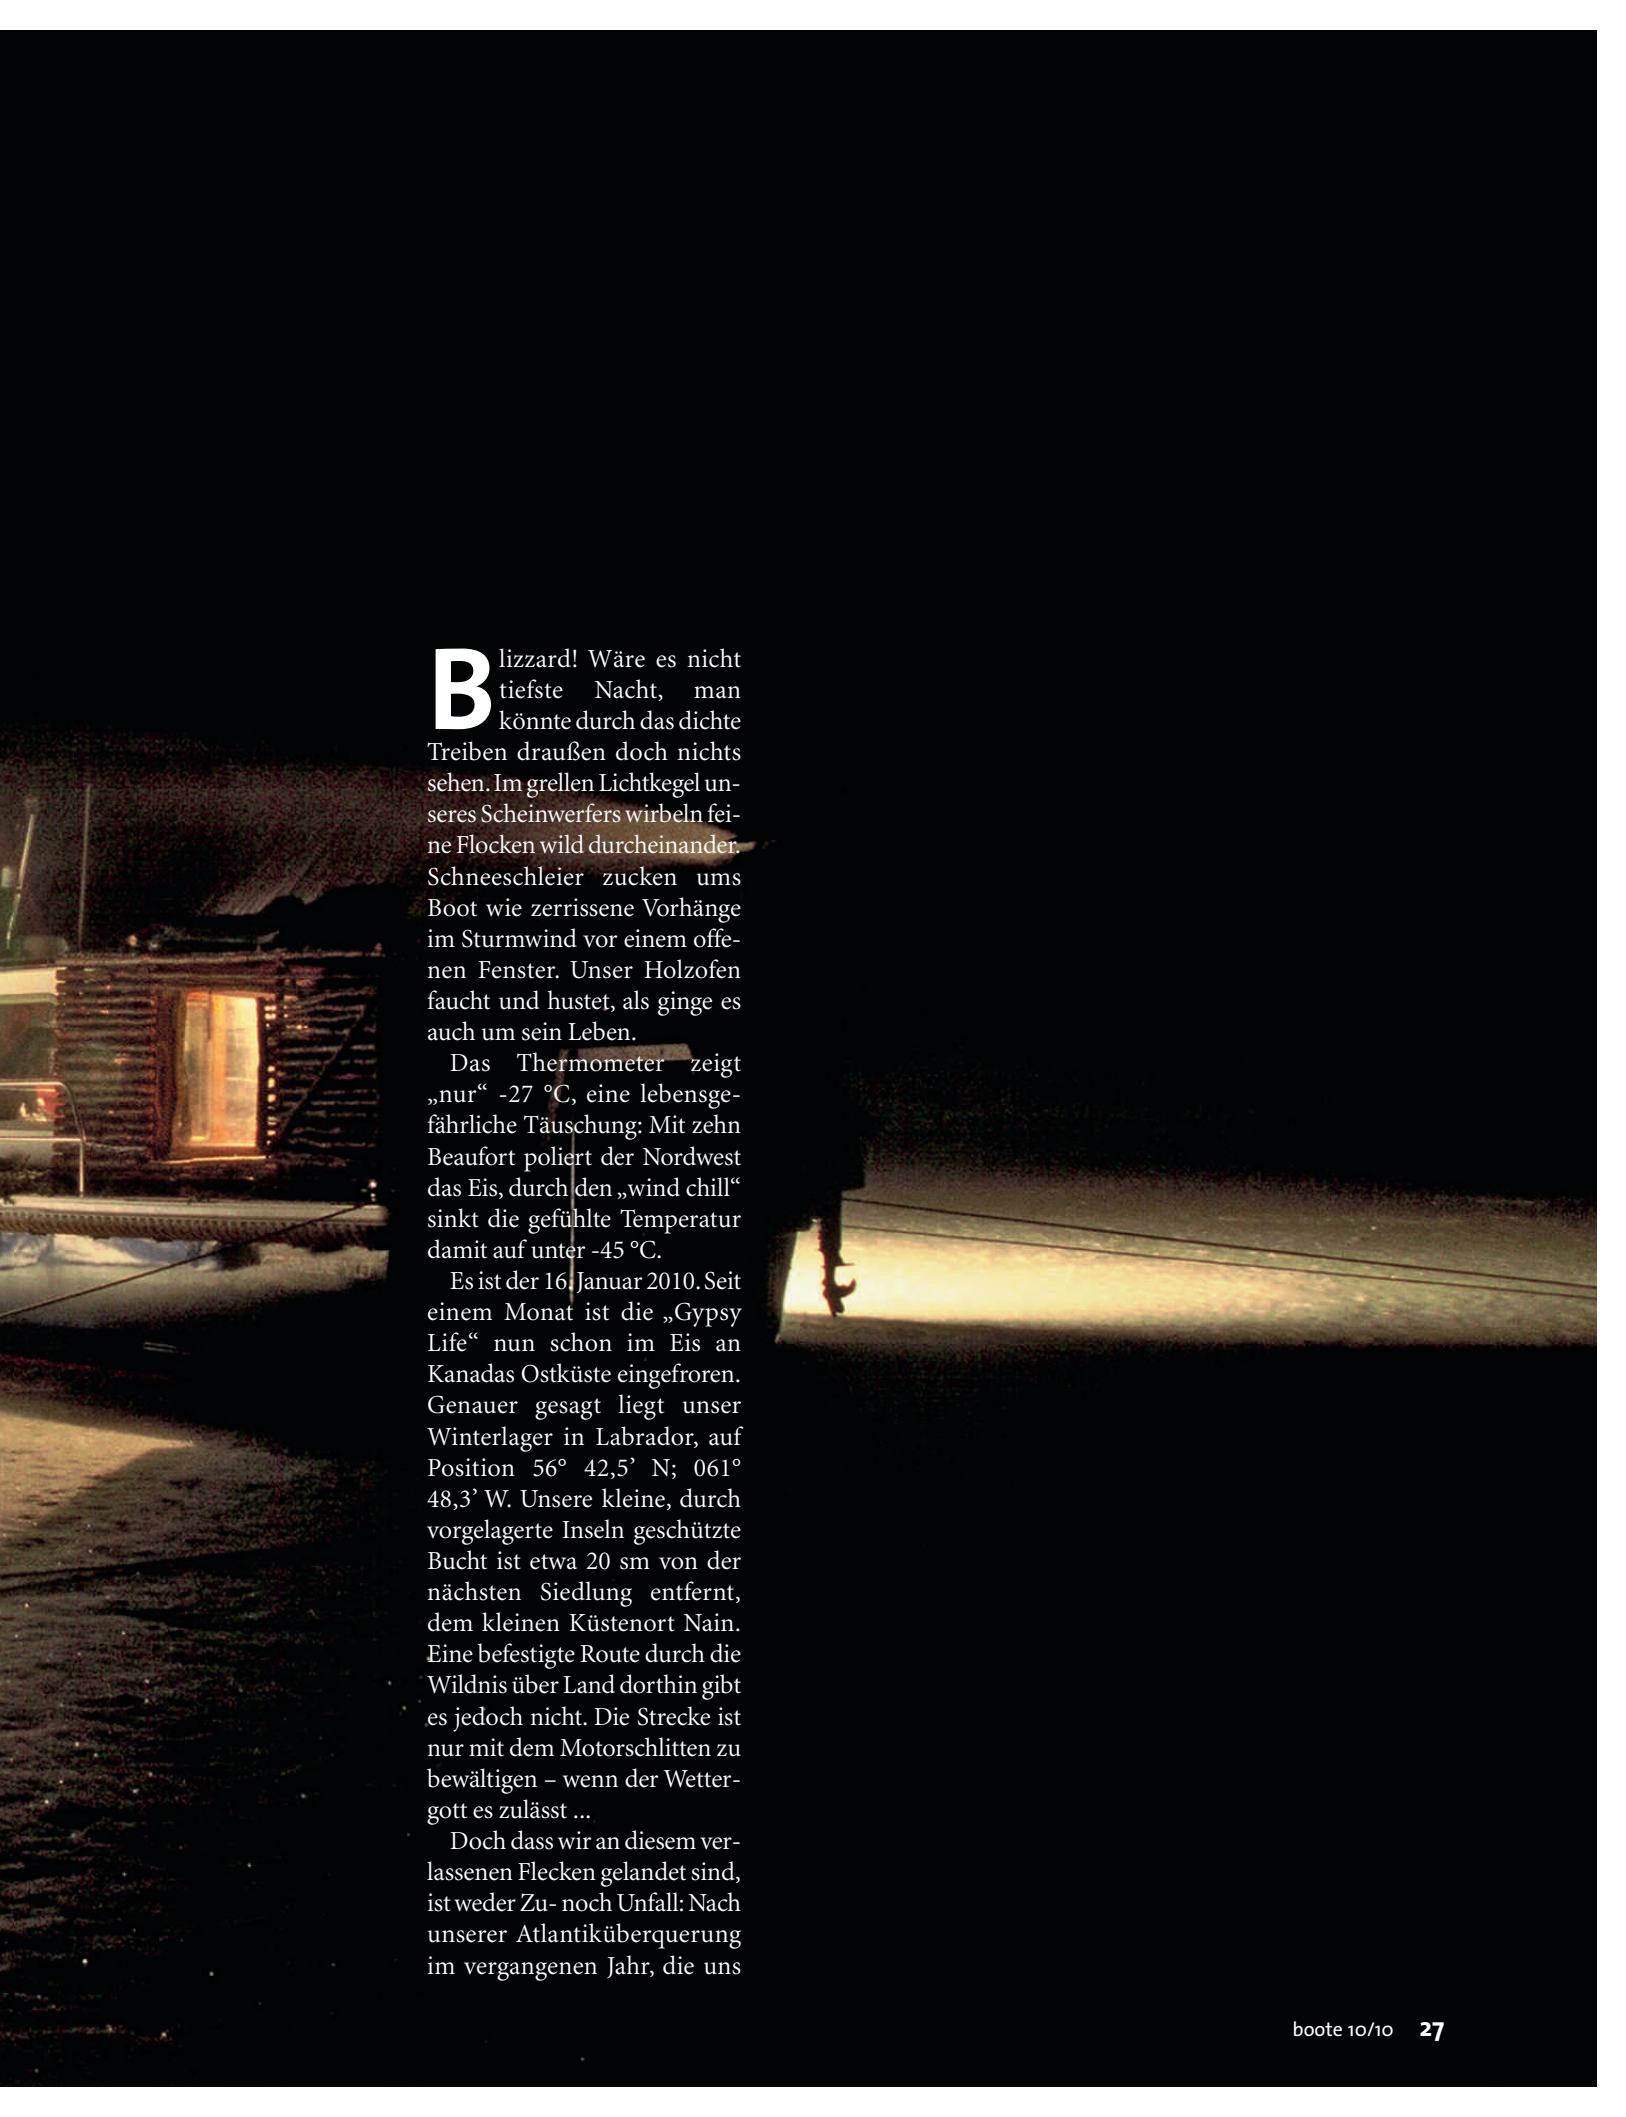 Blizzard! Wäre es nicht
tiefste Nacht, man
könnte durch das dichte
Treiben draußen doch nichts
sehen. Im grellen Lichtkegel un-
seres Scheinwerfers wirbeln fei-
ne Flocken wild durcheinander.
Schneeschleier zucken ums
Boot wie zerrissene Vorhänge
im Sturmwind vor einem offe-
nen Fenster. Unser Holzofen
faucht und hustet, als ginge es
auch um sein Leben.
Das Thermometer zeigt
„nur“ -27 °C, eine lebensge-
fährliche Täuschung: Mit zehn
Beaufort poliert der Nordwest
das Eis, durch den „wind chill“
sinkt die gefühlte Temperatur
damit auf unter -45 °C.
Es ist der 16. Januar 2010. Seit
einem Monat ist die „Gypsy
Life“ nun schon im Eis an
Kanadas Ostküste eingefroren.
Genauer gesagt liegt unser
Winterlager in Labrador, auf
Position 56° 42,5’ N; 061°
48,3’ W. Unsere kleine, durch
vorgelagerte Inseln geschützte
Bucht ist etwa 20 sm von der
nächsten Siedlung entfernt,
dem kleinen Küstenort Nain.
Eine befestigte Route durch die
Wildnis über Land dorthin gibt
es jedoch nicht. Die Strecke ist
nur mit dem Motorschlitten zu
bewältigen – wenn der Wetter-
gott es zulässt ...
Doch dass wir an diesem ver-
lassenen Flecken gelandet sind,
ist weder Zu- noch Unfall: Nach
unserer Atlantiküberquerung
im vergangenen Jahr, die uns
boote 10/10 27